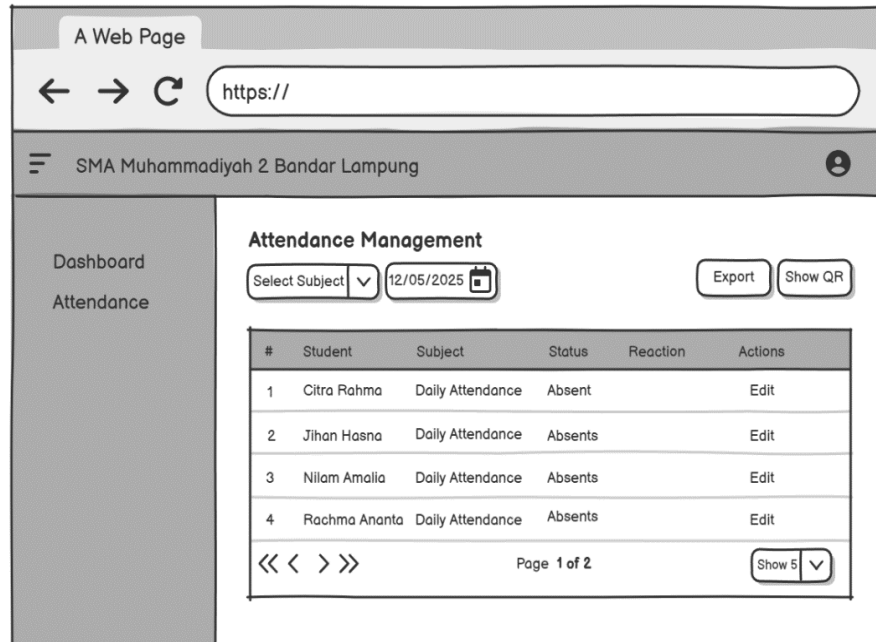 A Web Page
https://
SMA Muhammadiyah 2 Bandar Lampung
Dashboard
Attendance
Attendance Management
Select Subject 12/05/2025 Export Show QR
# Student Subject Status Reaction Actions
1 Citra Rahma Daily Attendance Absent Edit
2 Jihan Hasna Daily Attendance Absents Edit
3 Nilam Amalia Daily Attendance Absents Edit
4 Rachma Ananta Daily Attendance Absents Edit
Page 1 of 2 Show 5